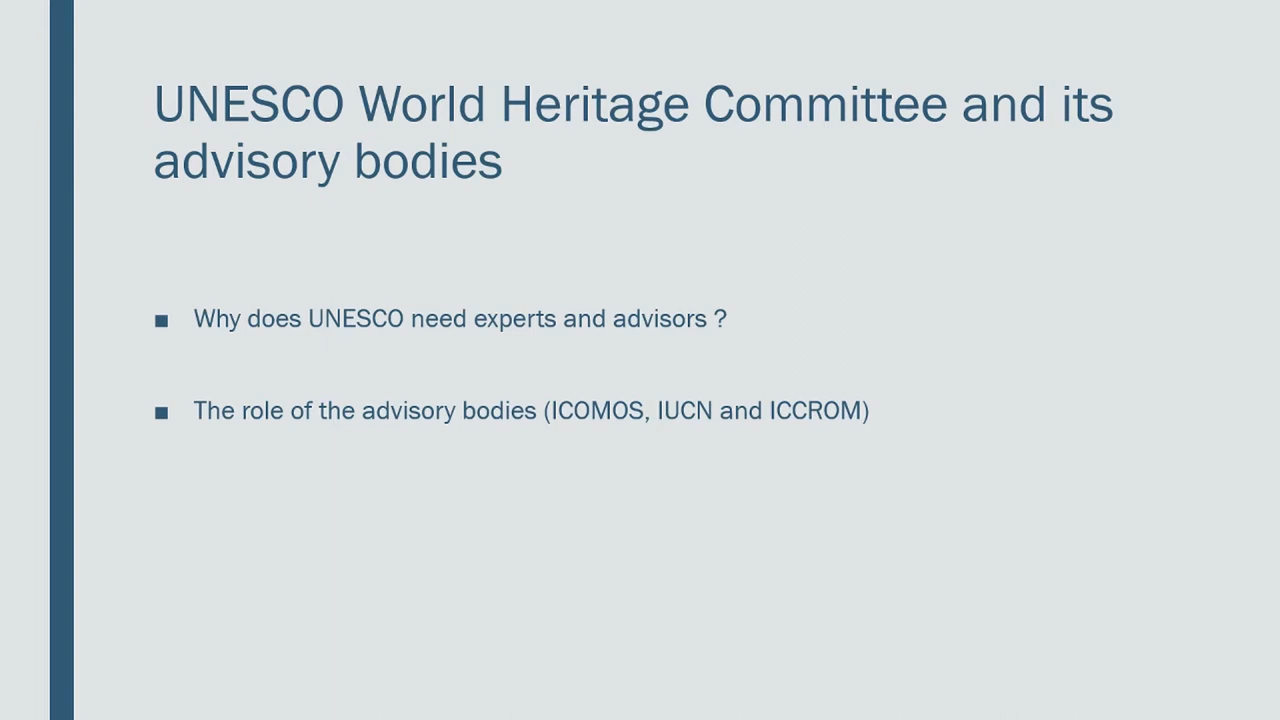 UNESCO World Heritage Committee and its
advisory bodies
■ Why does UNESCO need experts and advisors ?
■ The role of the advisory bodies (ICOMOS, IUCN and ICCROM)